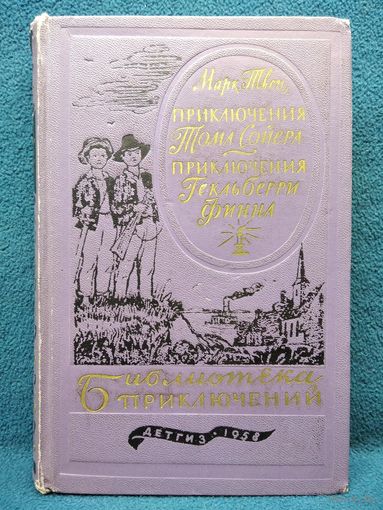 Марк Твен
ПРИКЛЮЧЕНИЯ
Тома Сойера
ПРИКЛЮЧЕНИЯ
Гекльберри
Финна
Библиотека
ПРИКЛЮЧЕНИЙ
ДЕТГИЗ • 1958